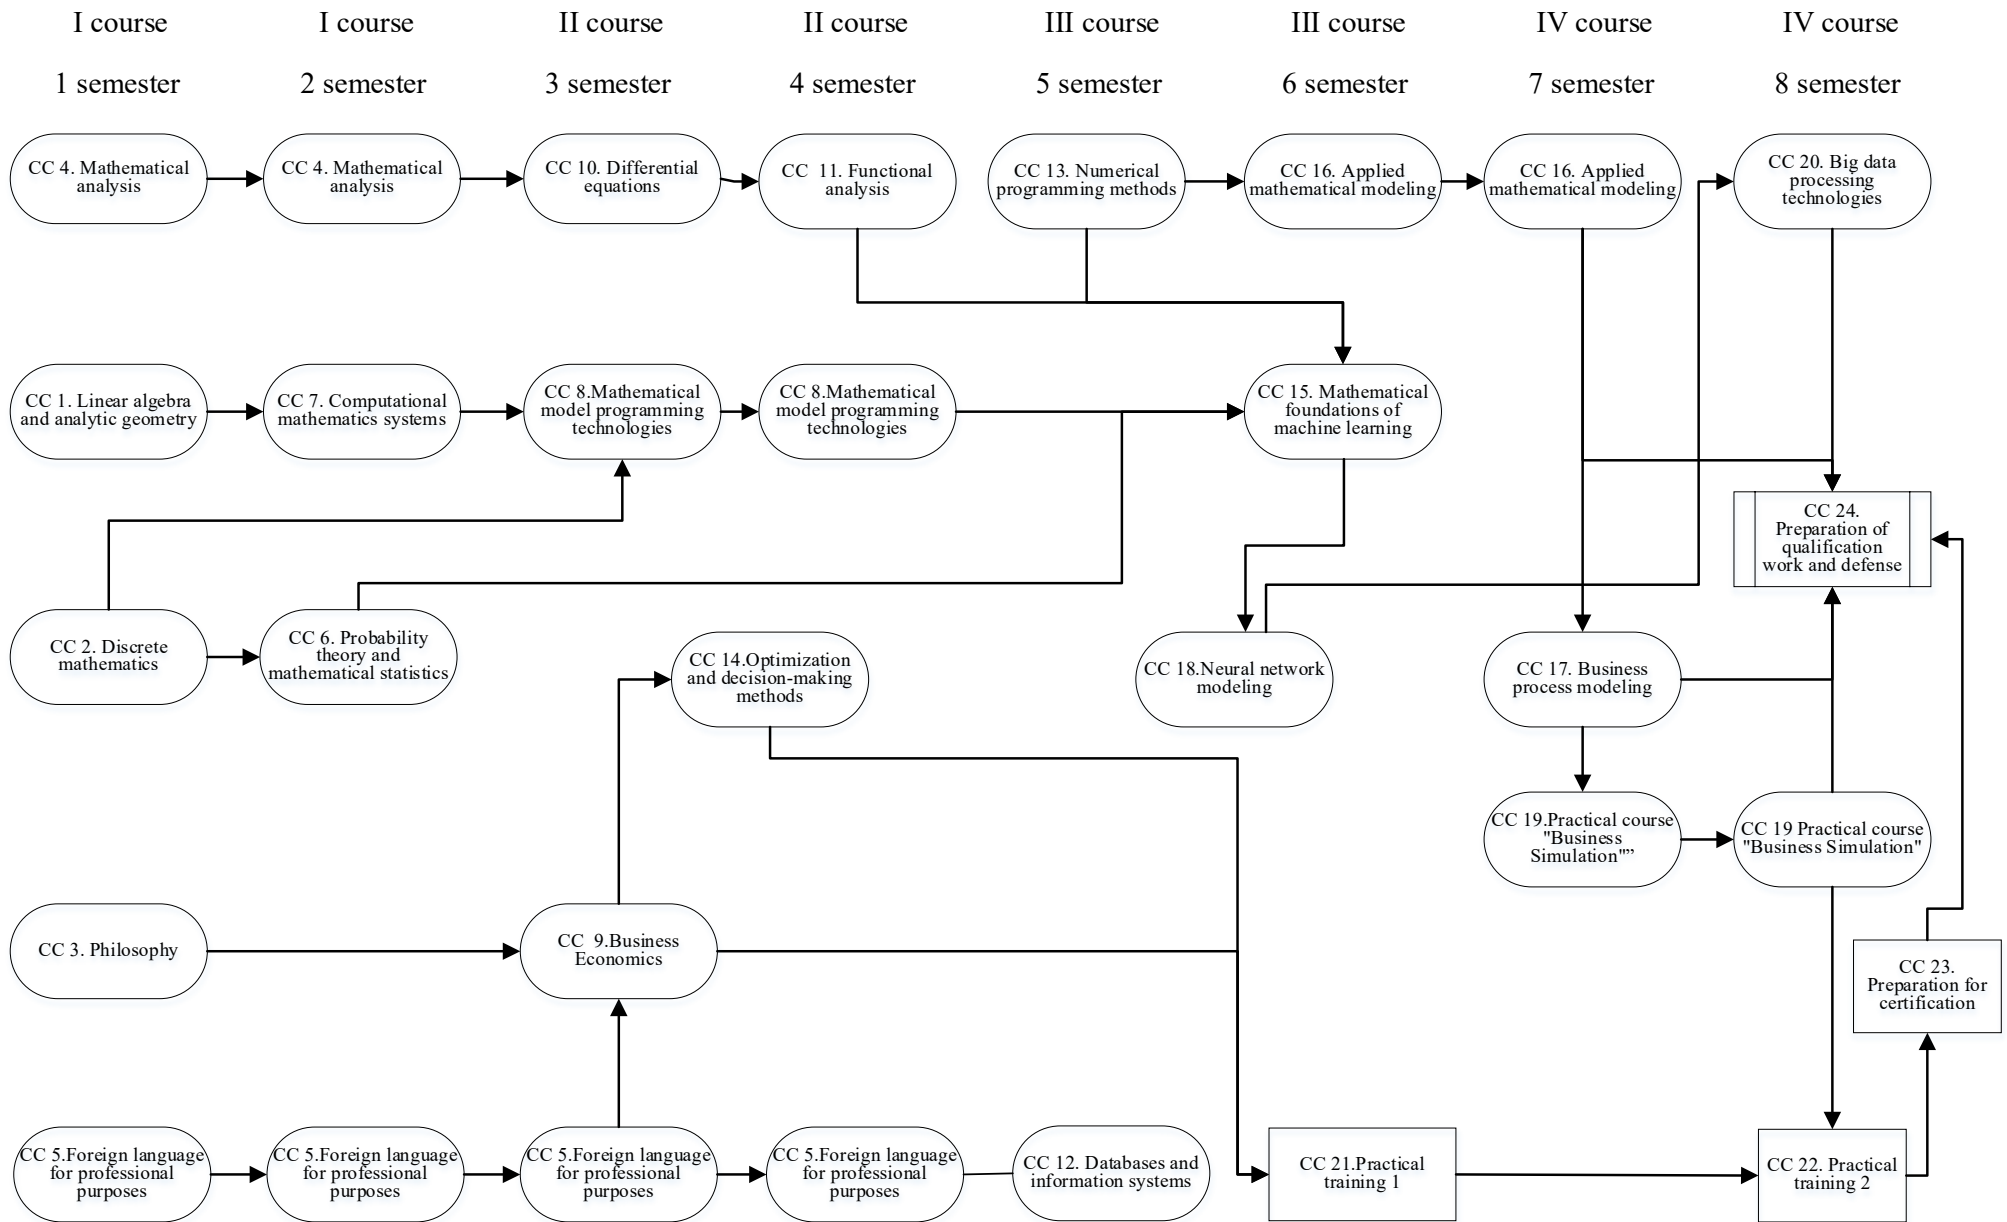 I course
I course
II course
II course
III course
III course
IV course
IV course
1 semester
2 semester
3 semester
4 semester
5 semester
6 semester
7 semester
8 semester
CC 4. Mathematical
analysis
CC 4. Mathematical
analysis
CC 10. Differential
equations
CC 11. Functional
analysis
CC 13. Numerical
programming methods
CC 16. Applied
mathematical modeling
CC 16. Applied
mathematical modeling
CC 20. Big data
processing
technologies
CC 1. Linear algebra
and analytic geometry
CC 7. Computational
mathematics systems
CC 8.Mathematical
model programming
technologies
CC 8.Mathematical
model programming
technologies
CC 15. Mathematical
foundations of
machine learning
CC 24.
Preparation of
qualification
work and defense
CC 2. Discrete
mathematics
CC 6. Probability
theory and
mathematical statistics
CC 14.Optimization
and decision-making
methods
CC 18.Neural network
modeling
CC 17. Business
process modeling
CC 19.Practical course
"Business
Simulation"”
CC 19 Practical course
"Business Simulation"
CC 3. Philosophy
CC 9.Business
Economics
CC 23.
Preparation for
certification
CC 5.Foreign language
for professional
purposes
CC 5.Foreign language
for professional
purposes
CC 5.Foreign language
for professional
purposes
CC 5.Foreign language
for professional
purposes
CC 12. Databases and
information systems
CC 21.Practical
training 1
CC 22. Practical
training 2